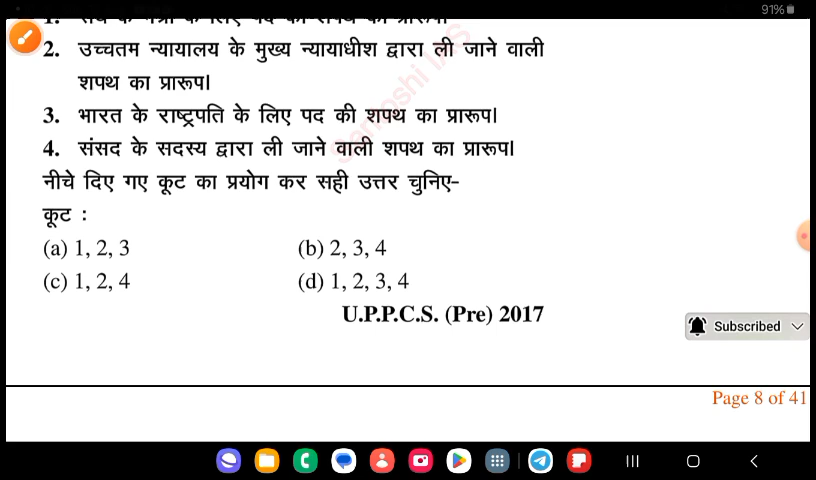 91%
2. उच्चतम न्यायालय के मुख्य न्यायाधीश द्वारा ली जाने वाली
शपथ का प्रारूप।
3. भारत के राष्ट्रपति के लिए पद की शपथ का प्रारूप।
4. संसद के सदस्य द्वारा ली जाने वाली शपथ का प्रारूप।
नीचे दिए गए कूट का प्रयोग कर सही उत्तर चुनिए-
कूट :
(a) 1, 2, 3 (b) 2, 3, 4
(c) 1, 2, 4 (d) 1, 2, 3, 4
U.P.P.C.S. (Pre) 2017
Subscribed
Page 8 of 41